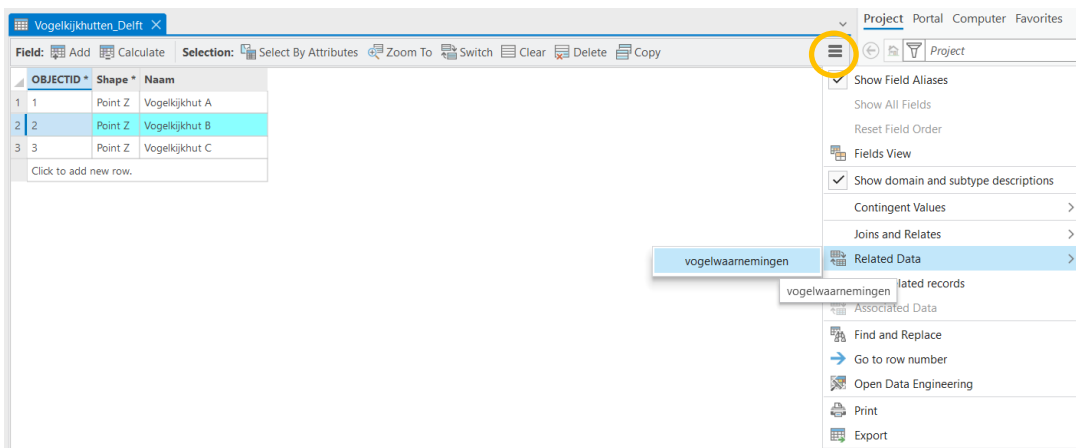 Vogelkijkhutten_Delft
Project Portal Computer Favorites
Field: Add Calculate Selection: Select By Attributes Zoom To Switch Clear Delete Copy
Project
OBJECTID * Shape * Naam
1 1 Point Z Vogelkijkhut A
2 2 Point Z Vogelkijkhut B
3 3 Point Z Vogelkijkhut C
Click to add new row.
Show Field Aliases
Show All Fields
Reset Field Order
Fields View
Show domain and subtype descriptions
Contingent Values
Joins and Relates
vogelwaarnemingen
Related Data
vogelwaarnemingen
lated records
Associated Data
Find and Replace
Go to row number
Open Data Engineering
Print
Export